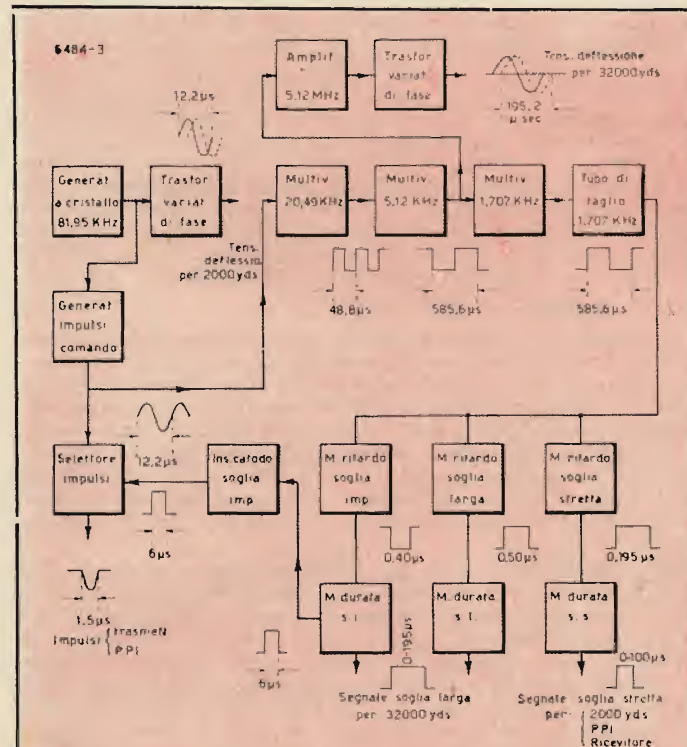 6484-3
Amplif
5.12 MHz
Trasfor
variat
di fase
Tens. deflessione
per 32000 yds
195,2
µ sec
12,2µs
Generat
a cristallo
81,95 KHz
Trasfor
variat
di fase
Multiv.
20,49 KHz
Multiv.
5,12 KHz
Multiv
1,707 KHz
Tubo di
taglio
1,707 KHz
Tens.
deflessio
per 2000 yds
48,8µs
585,6µs
585,6µs
Generat
impulsi
comando
Selettore
impulsi
12,2µs
6µs
Ins. catodo
soglia
imp
M ritardo
soglia
imp
M ritardo
soglia
larga
M ritardo
soglia
stretta
0,40µs
0,50µs
0,195µs
1,5µs
Impulsi { trasmett
PPI
6µs
M. durata
s. i.
M. durata
s l.
M. durata
s. s
0-195µs
0-100µs
Segnale soglia larga
per 32000 yds
Segnale soglia stretta
per { 2000 yds
PPI
Ricevitore